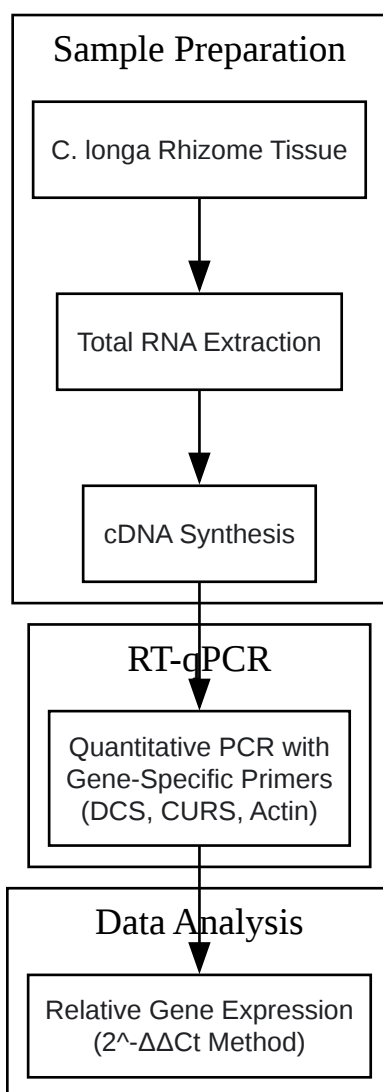 Sample Preparation
C. longa Rhizome Tissue
Total RNA Extraction
cDNA Synthesis
RT-qPCR
Quantitative PCR with
Gene-Specific Primers
(DCS, CURS, Actin)
Data Analysis
Relative Gene Expression
(2^-ΔΔCt Method)